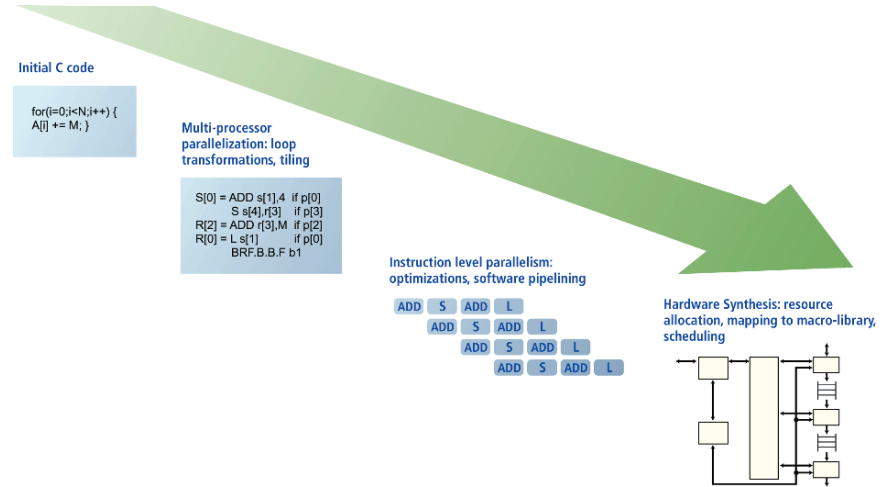 Initial C code
for(i=0;i<N;i++) {
A[i] += M; }
Multi-processor
parallelization: loop
transformations, tiling
S[0] = ADD s[1],4 if p[0]
S s[4],r[3] if p[3]
R[2] = ADD r[3],M if p[2]
R[0] = L s[1] if p[0]
BRF.B.B.F b1
Instruction level parallelism:
optimizations, software pipelining
ADD S ADD L
ADD S ADD L
ADD S ADD L
ADD S ADD L
Hardware Synthesis: resource
allocation, mapping to macro-library,
scheduling